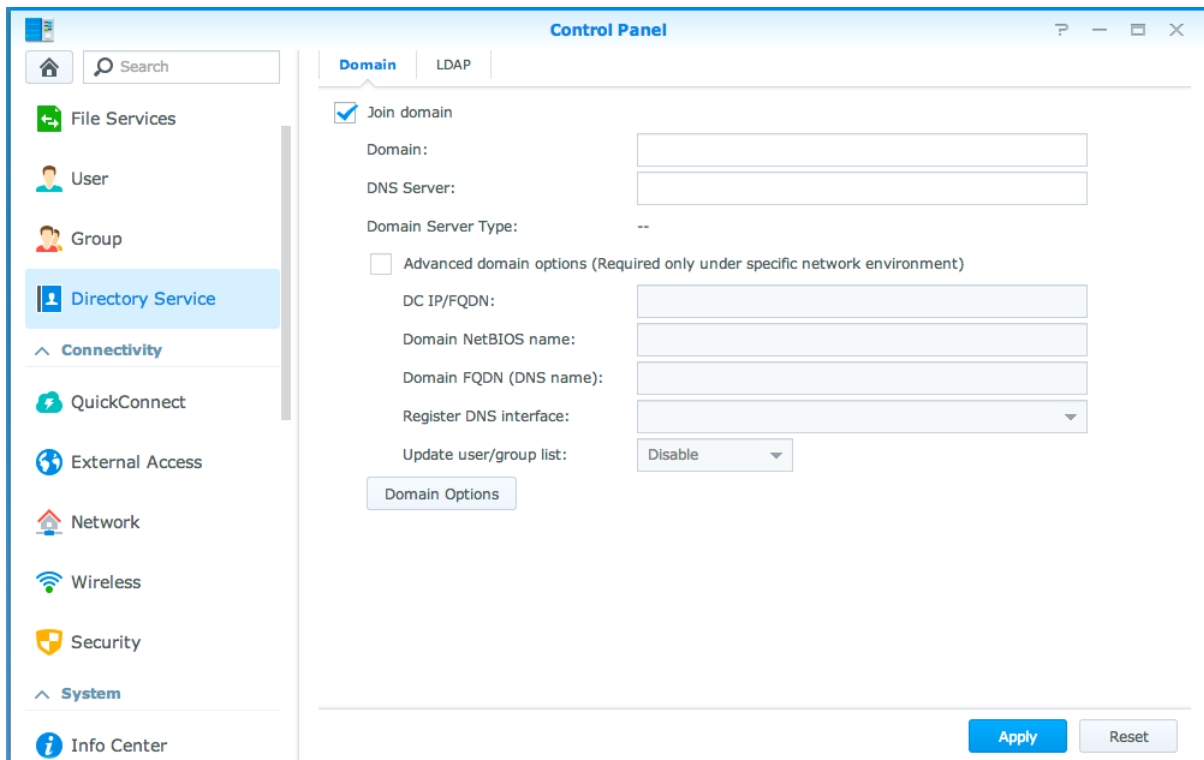 Control Panel
Search
File Services
User
Group
Directory Service
Connectivity
QuickConnect
External Access
Network
Wireless
Security
System
Info Center
Domain LDAP
Join domain
Domain:
DNS Server:
Domain Server Type: --
Advanced domain options (Required only under specific network environment)
DC IP/FQDN:
Domain NetBIOS name:
Domain FQDN (DNS name):
Register DNS interface:
Update user/group list: Disable
Domain Options
Apply Reset